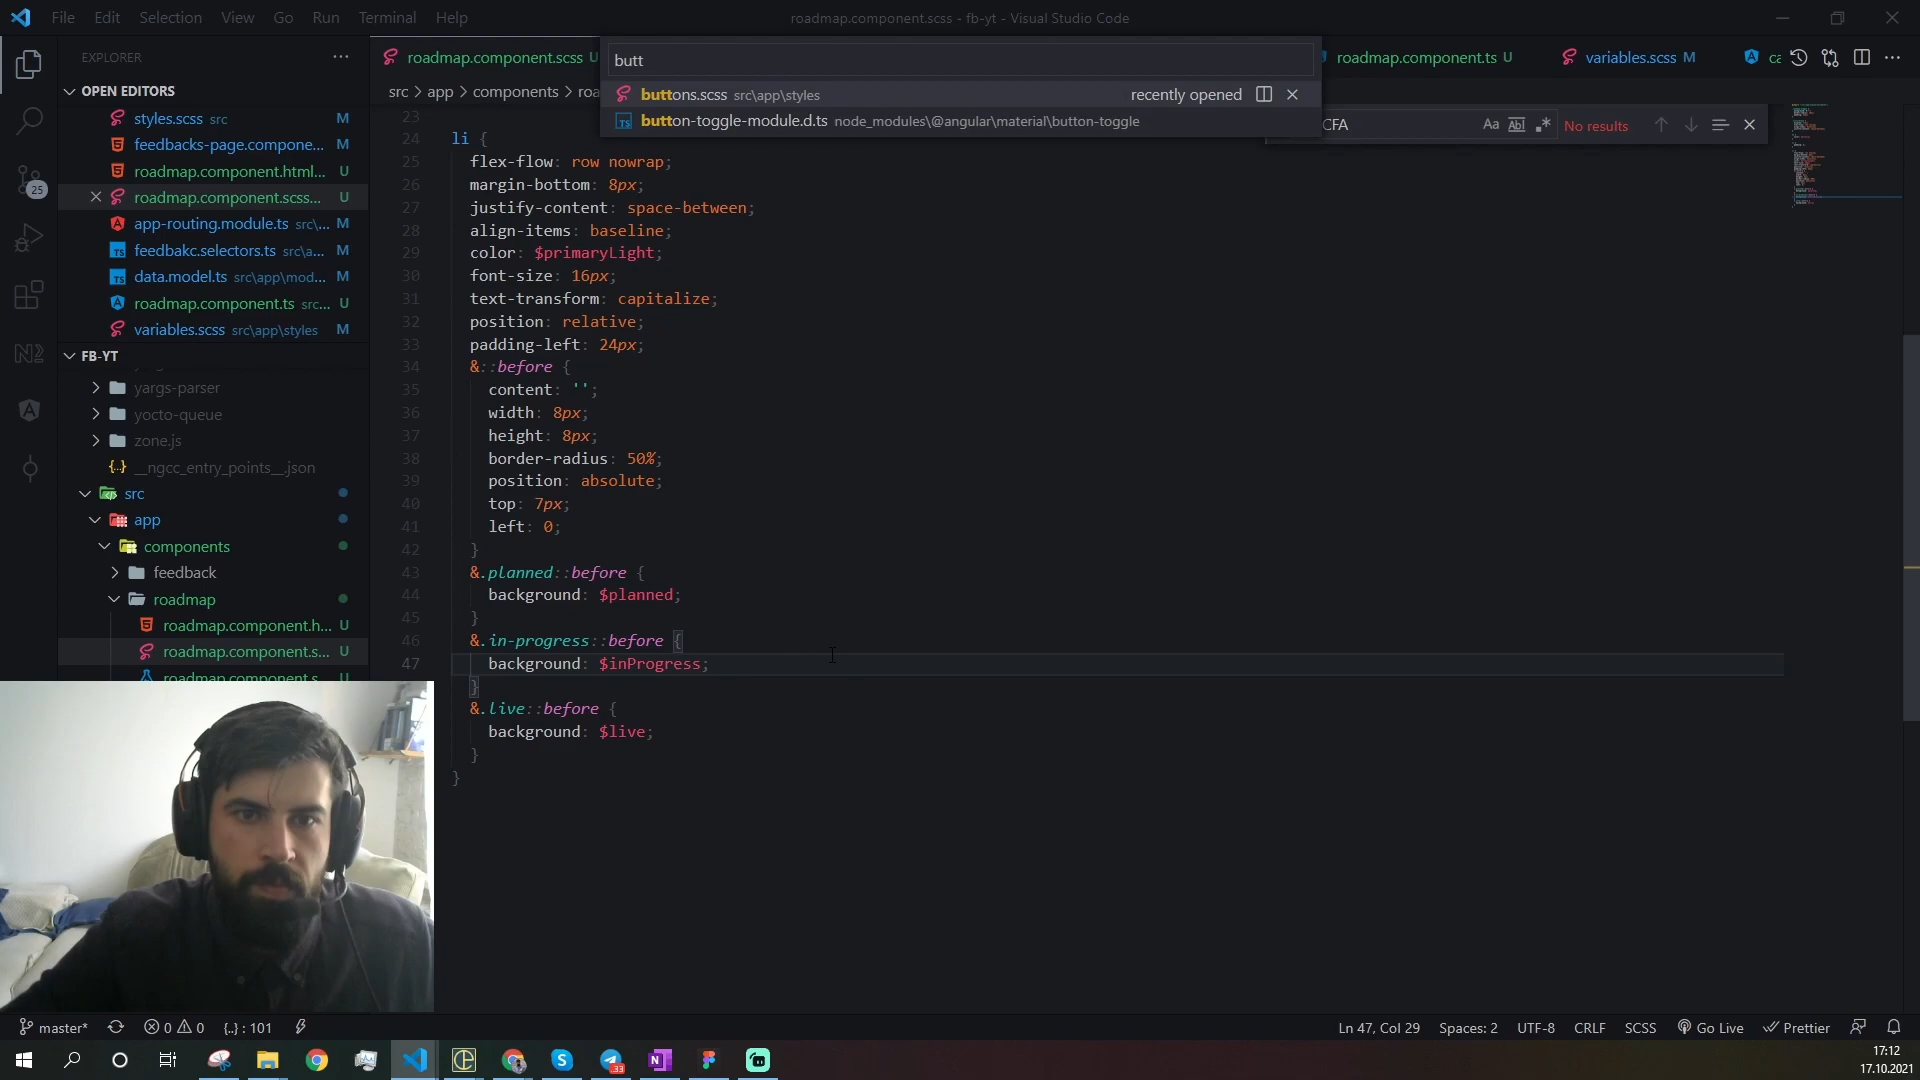 File Edit Selection View Go Run Terminal Help
roadmap.component.scss - fb-yt - Visual Studio Code
EXPLORER
roadmap.component.scss U
butt
roadmap.component.ts U
variables.scss M
src > app > components >
buttons.scss src\app\styles recently opened
button-toggle-module.d.ts node_modules\@angular\material\button-toggle
CFA Aa Abl No results
OPEN EDITORS
styles.scss src M
feedbacks-page.compone... M
roadmap.component.html... U
roadmap.component.scss... U
app-routing.module.ts src\... M
feedbakc.selectors.ts src\a... M
data.model.ts src\app\mod... M
roadmap.component.ts src... U
variables.scss src\app\styles M
FB-YT
yargs-parser
yocto-queue
zone.js
__ngcc_entry_points__.json
src
app
components
feedback
roadmap
roadmap.component.h... U
roadmap.component.s... U
roadmap.component.s... U
23
24 li {
25 flex-flow: row nowrap;
26 margin-bottom: 8px;
27 justify-content: space-between;
28 align-items: baseline;
29 color: $primaryLight;
30 font-size: 16px;
31 text-transform: capitalize;
32 position: relative;
33 padding-left: 24px;
34 &::before {
35 content: '';
36 width: 8px;
37 height: 8px;
38 border-radius: 50%;
39 position: absolute;
40 top: 7px;
41 left: 0;
42 }
43 &.planned::before {
44 background: $planned;
45 }
46 &.in-progress::before {
47 background: $inProgress;
}
&.live::before {
background: $live;
}
}
25
master* 0 0 {..} : 101
Ln 47, Col 29 Spaces: 2 UTF-8 CRLF SCSS Go Live Prettier
33
17:12
17.10.2021